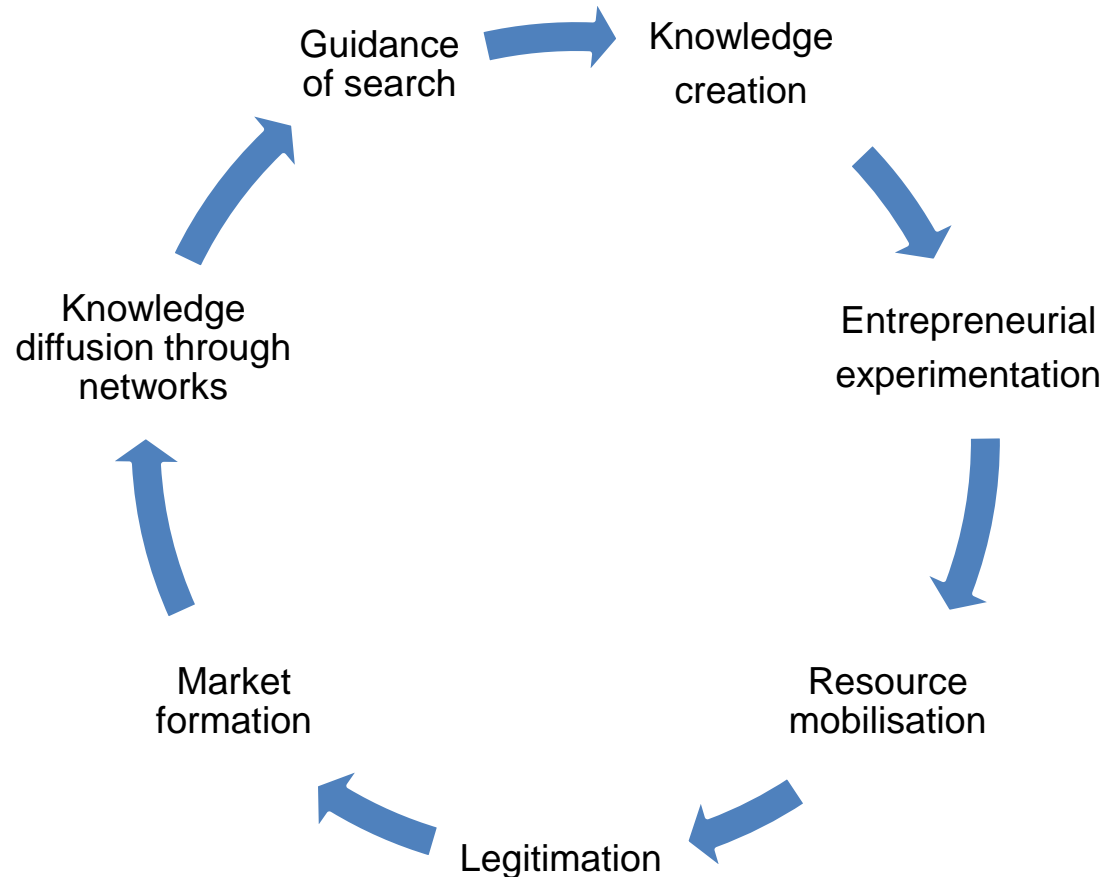 Guidance
of search
Knowledge
creation
Entrepreneurial
experimentation
Resource
mobilisation
Legitimation
Market
formation
Knowledge
diffusion through
networks